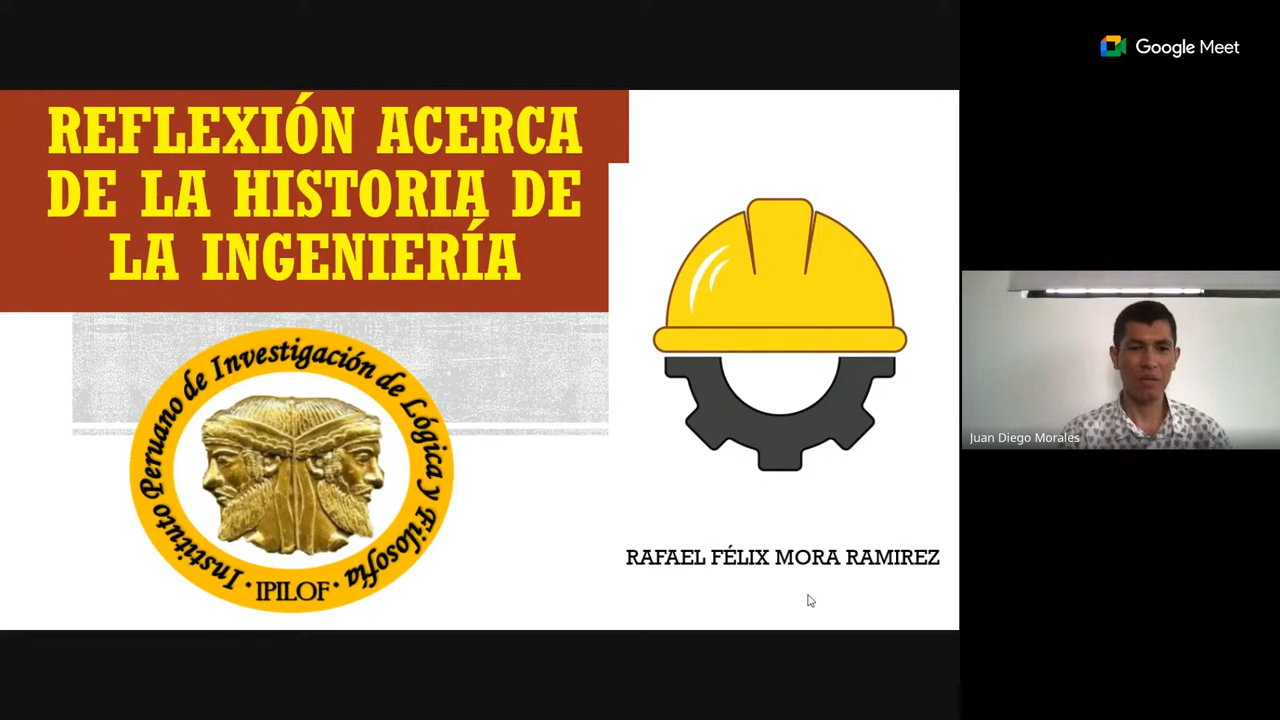 REFLEXIÓN ACERCA
DE LA HISTORIA DE
LA INGENIERÍA
Instituto Peruano de Investigación de Lógica y Filosofía
· IPILOF ·
RAFAEL FÉLIX MORA RAMIREZ
Google Meet
Juan Diego Morales